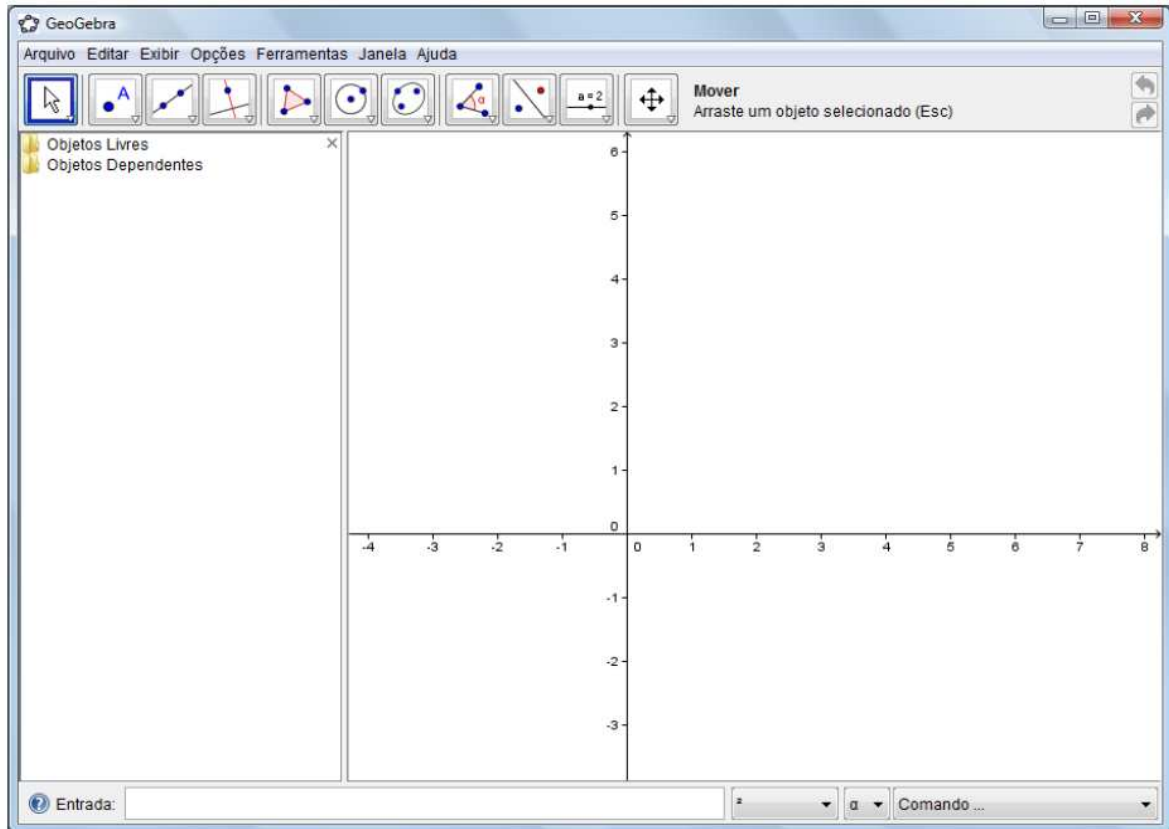 GeoGebra
Arquivo Editar Exibir Opções Ferramentas Janela Ajuda
A
α
a = 2
Mover
Arraste um objeto selecionado (Esc)
Objetos Livres
Objetos Dependentes
6
5
4
3
2
1
0
-4 -3 -2 -1 0 1 2 3 4 5 6 7 8
-1
-2
-3
Entrada: ² α Comando ...